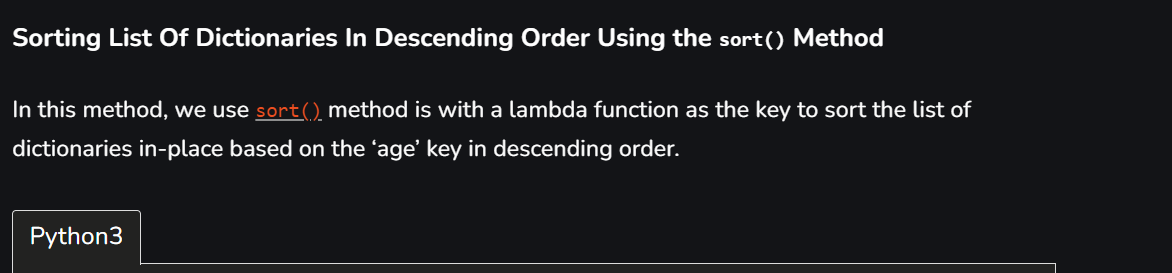 Sorting List Of Dictionaries In Descending Order Using the sort() Method
In this method, we use sort() method is with a lambda function as the key to sort the list of
dictionaries in-place based on the ‘age’ key in descending order.
Python3